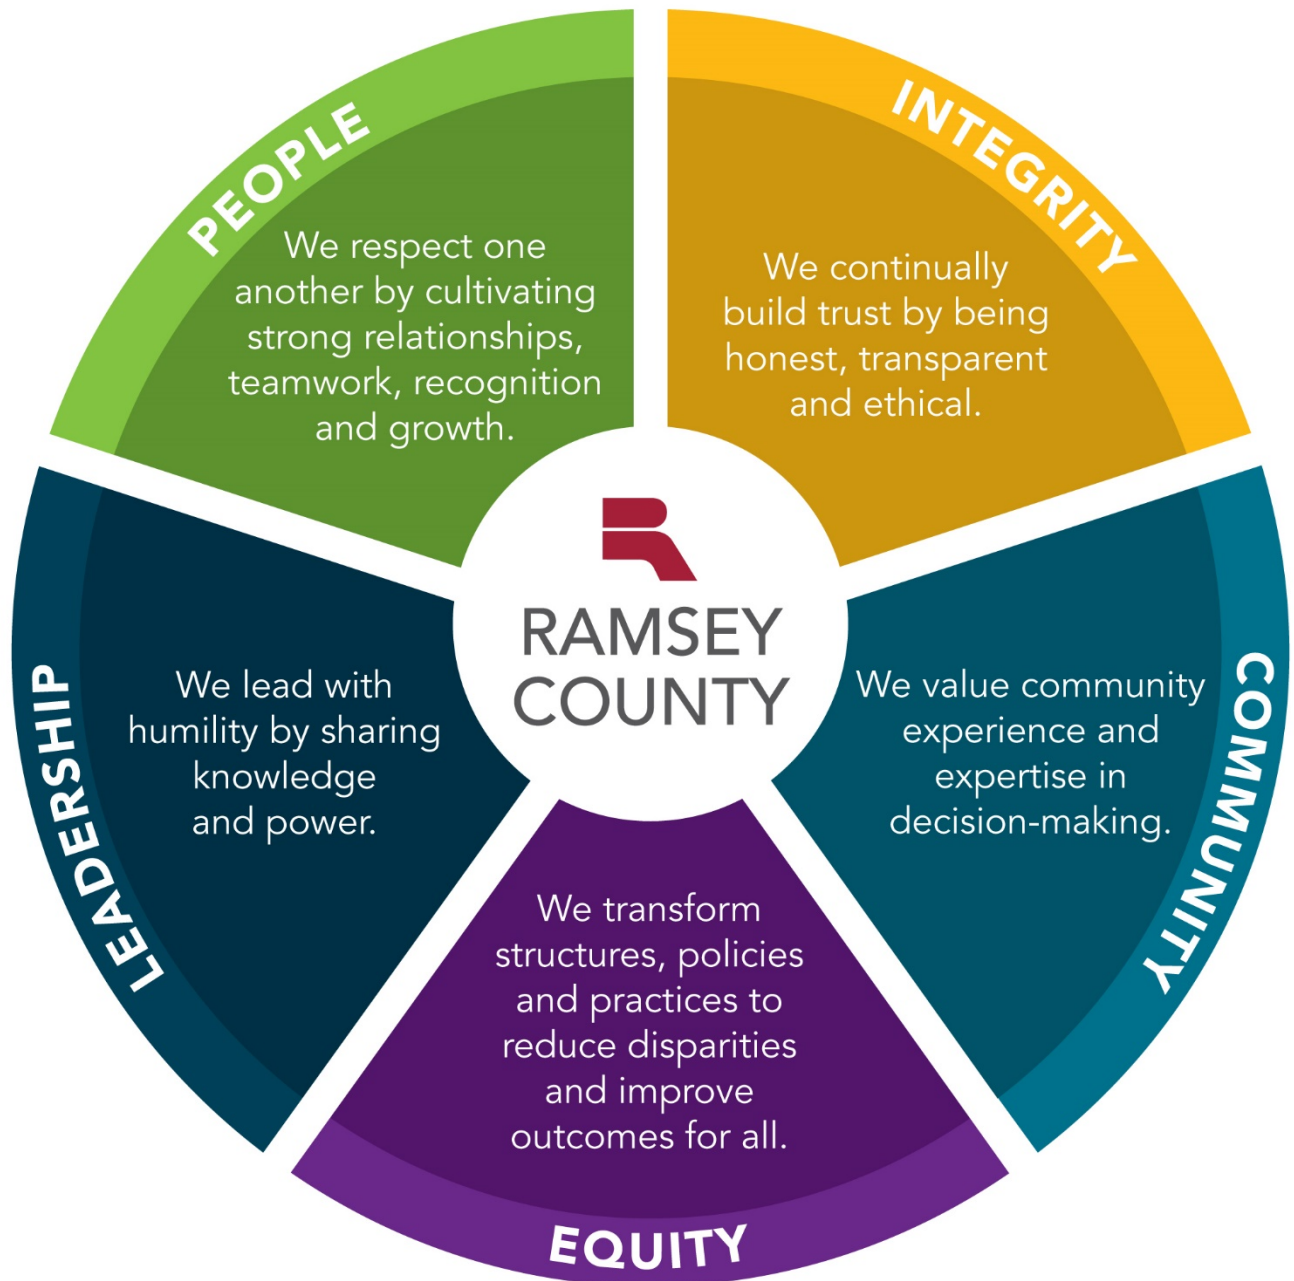 PEOPLE
We respect one
another by cultivating
strong relationships,
teamwork, recognition
and growth.
INTEGRITY
We continually
build trust by being
honest, transparent
and ethical.
COMMUNITY
We value community
experience and
expertise in
decision-making.
EQUITY
We transform
structures, policies
and practices to
reduce disparities
and improve
outcomes for all.
LEADERSHIP
We lead with
humility by sharing
knowledge
and power.
RAMSEY
COUNTY